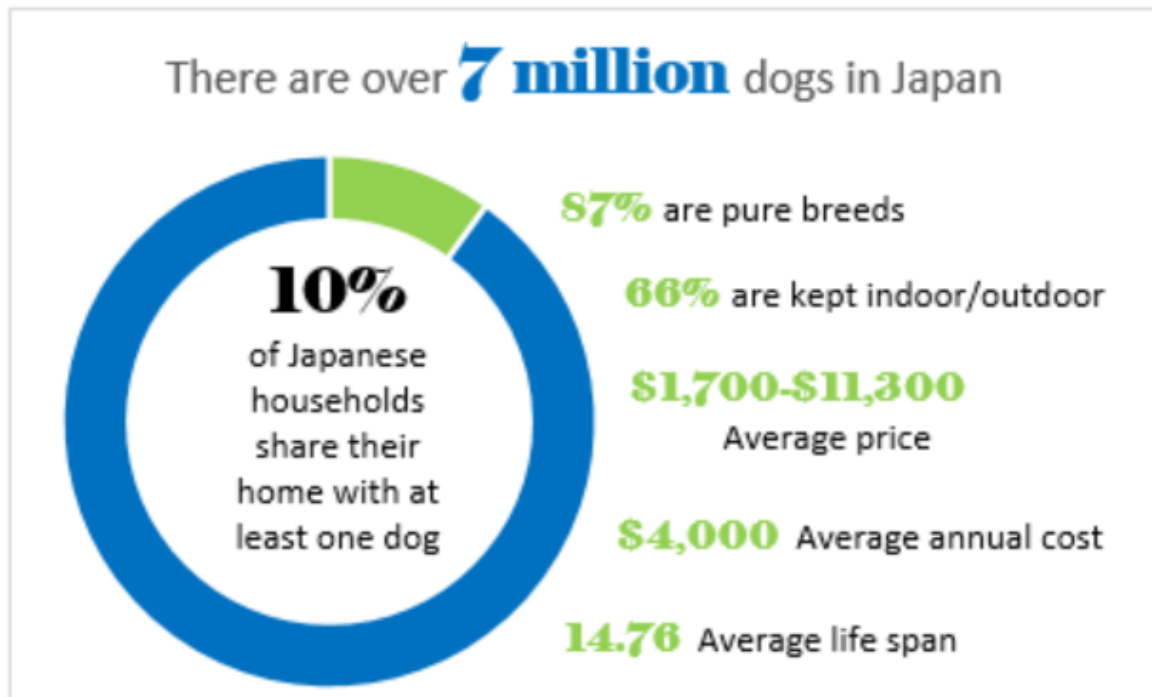 There are over 7 million dogs in Japan
10%
of Japanese
households
share their
home with at
least one dog
87% are pure breeds
66% are kept indoor/outdoor
$1,700-$11,300
Average price
$4,000 Average annual cost
14.76 Average life span